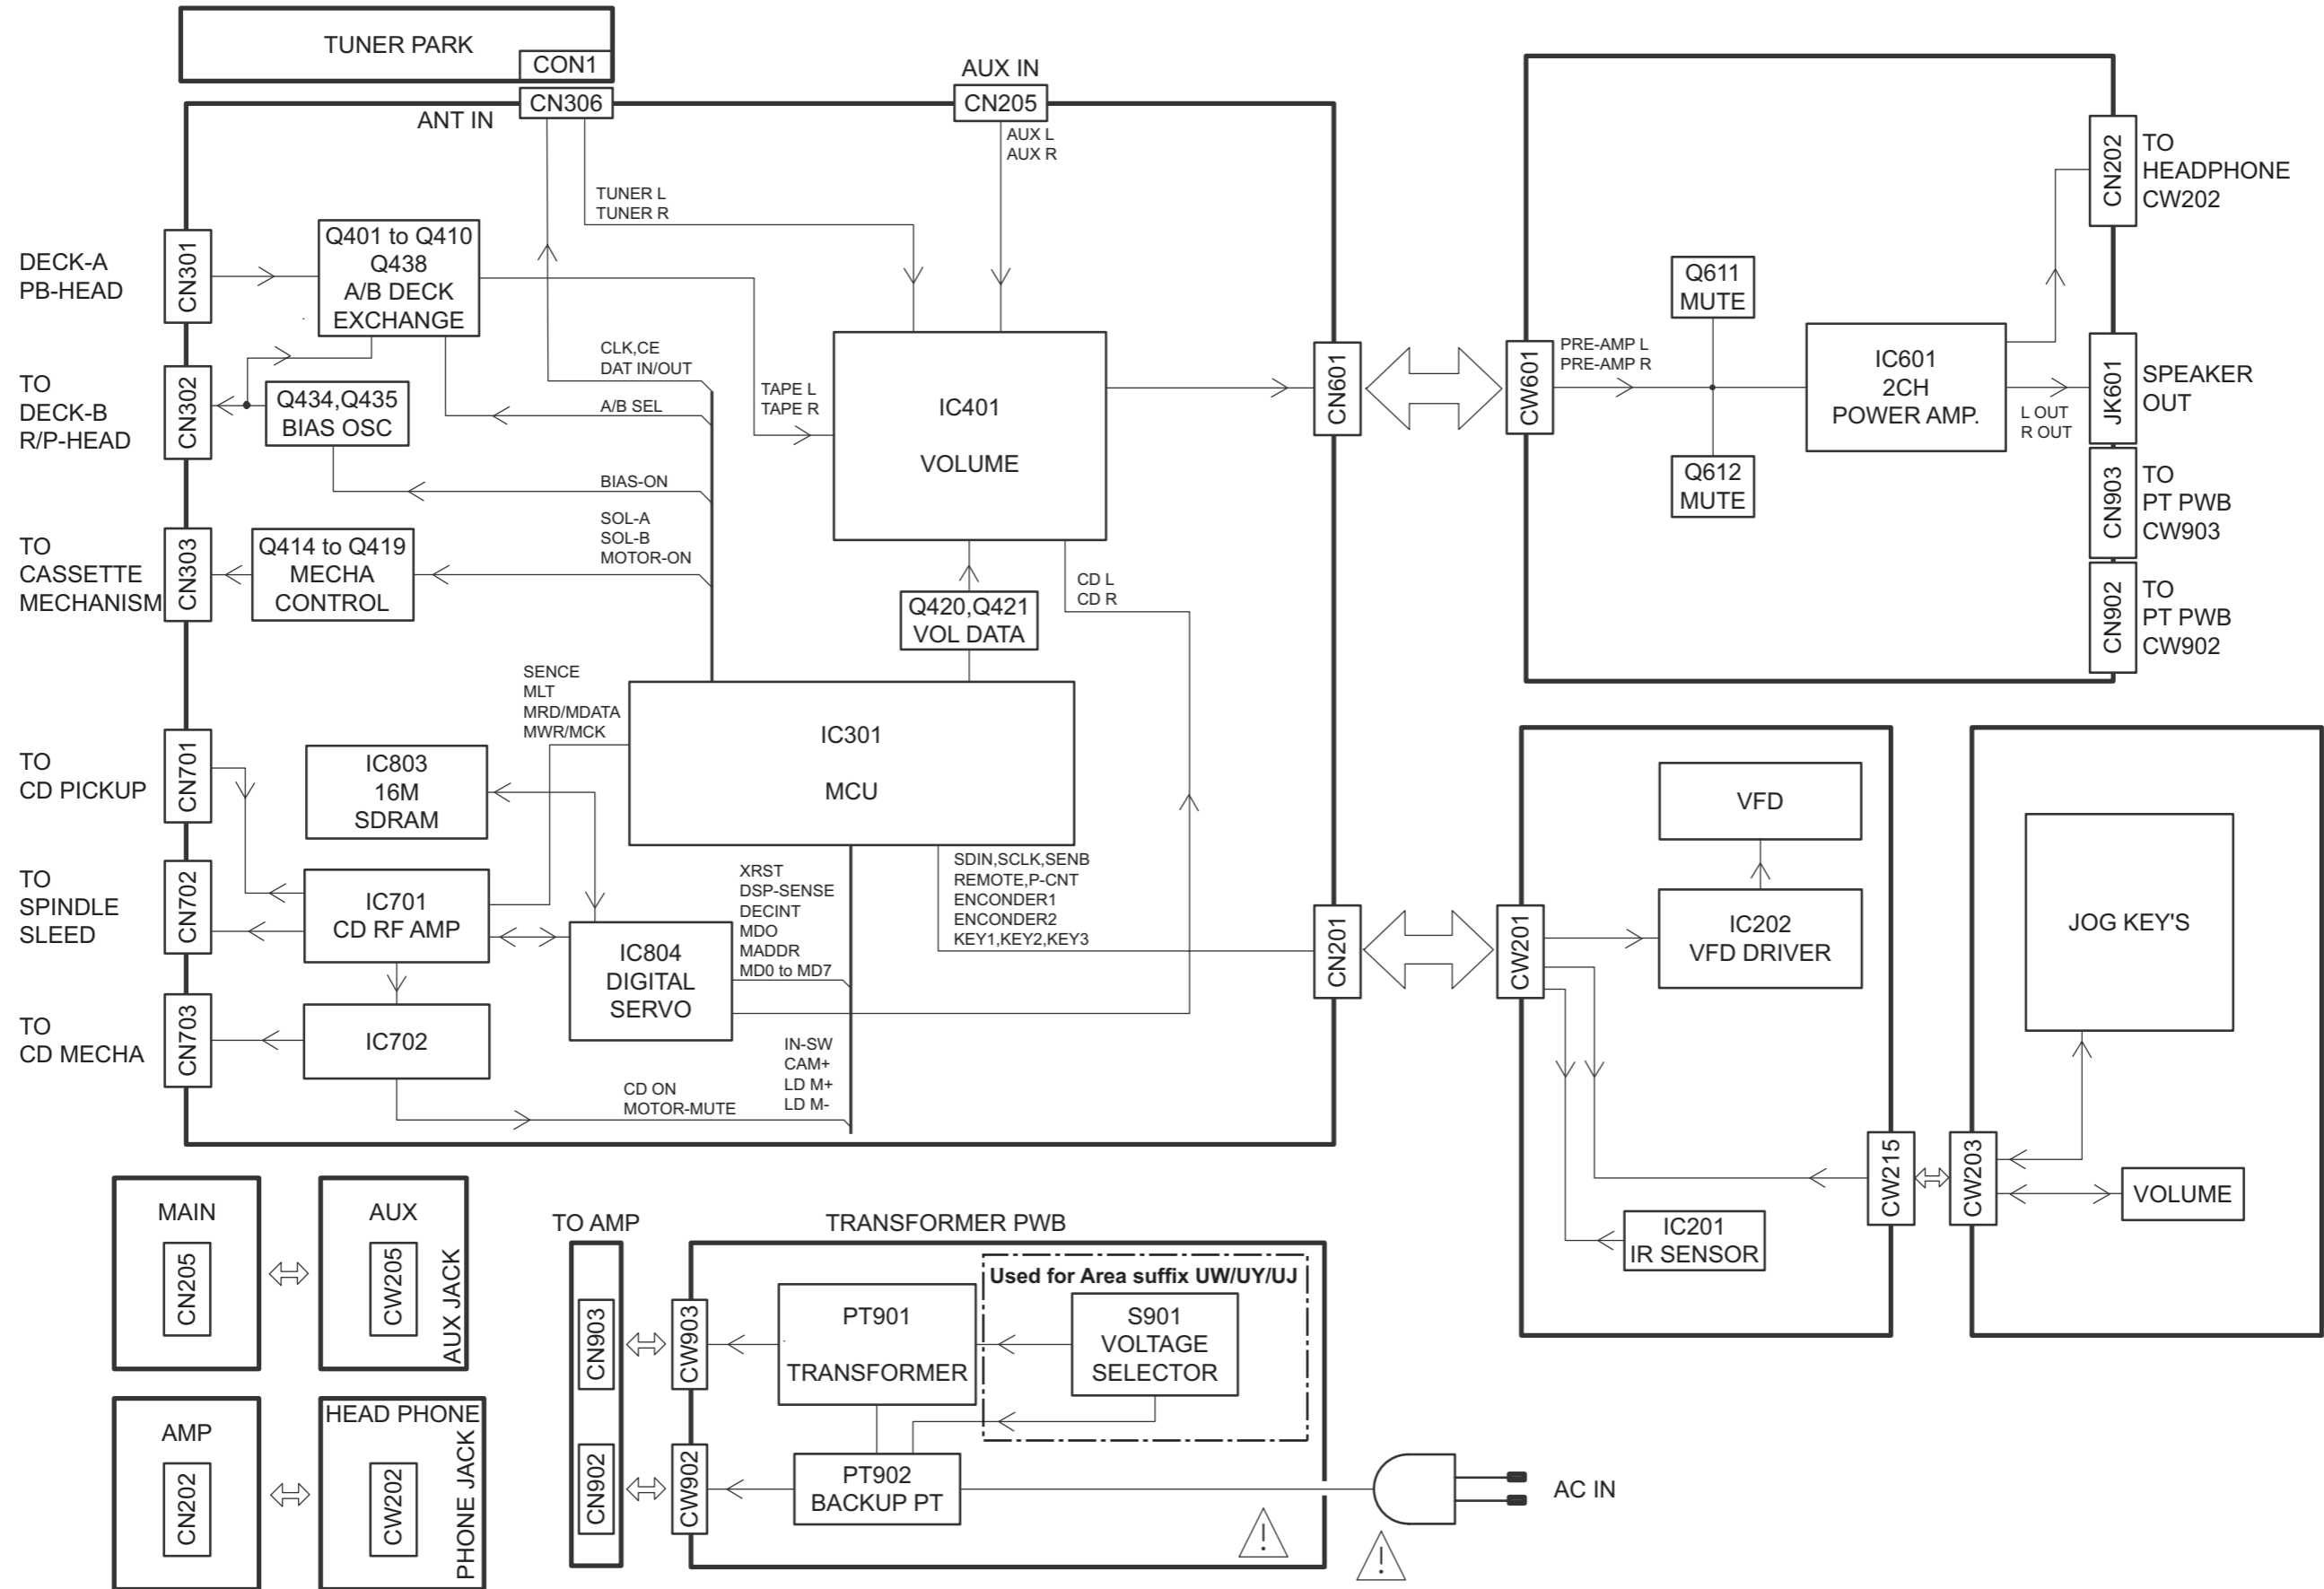 TUNER PARK
CON1
CN306
ANT IN
AUX IN
CN205
AUX L
AUX R
TUNER L
TUNER R
DECK-A
PB-HEAD
CN301
Q401 to Q410
Q438
A/B DECK
EXCHANGE
TO
DECK-B
R/P-HEAD
CN302
Q434,Q435
BIAS OSC
CLK,CE
DAT IN/OUT
A/B SEL
TAPE L
TAPE R
BIAS-ON
IC401
VOLUME
TO
CASSETTE
MECHANISM
CN303
Q414 to Q419
MECHA
CONTROL
SOL-A
SOL-B
MOTOR-ON
Q420,Q421
VOL DATA
CD L
CD R
SENCE
MLT
MRD/MDATA
MWR/MCK
IC301
MCU
TO
CD PICKUP
CN701
IC803
16M
SDRAM
TO
SPINDLE
SLEED
CN702
IC701
CD RF AMP
IC804
DIGITAL
SERVO
XRST
DSP-SENSE
DECINT
MDO
MADDR
MD0 to MD7
SDIN,SCLK,SENB
REMOTE,P-CNT
ENCONDER1
ENCONDER2
KEY1,KEY2,KEY3
TO
CD MECHA
CN703
IC702
CD ON
MOTOR-MUTE
IN-SW
CAM+
LD M+
LD M-
CN601
CN201
CW601
PRE-AMP L
PRE-AMP R
Q611
MUTE
Q612
MUTE
IC601
2CH
POWER AMP.
L OUT
R OUT
CN202
TO
HEADPHONE
CW202
JK601
SPEAKER
OUT
CN903
TO
PT PWB
CW903
CN902
TO
PT PWB
CW902
CW201
VFD
IC202
VFD DRIVER
IC201
IR SENSOR
CW215
CW203
JOG KEY'S
VOLUME
MAIN
CN205
AUX
CW205
AUX JACK
AMP
CN202
HEAD PHONE
CW202
PHONE JACK
TO AMP
CN903
CN902
TRANSFORMER PWB
CW903
CW902
PT901
TRANSFORMER
Used for Area suffix UW/UY/UJ
S901
VOLTAGE
SELECTOR
PT902
BACKUP PT
!
!
AC IN